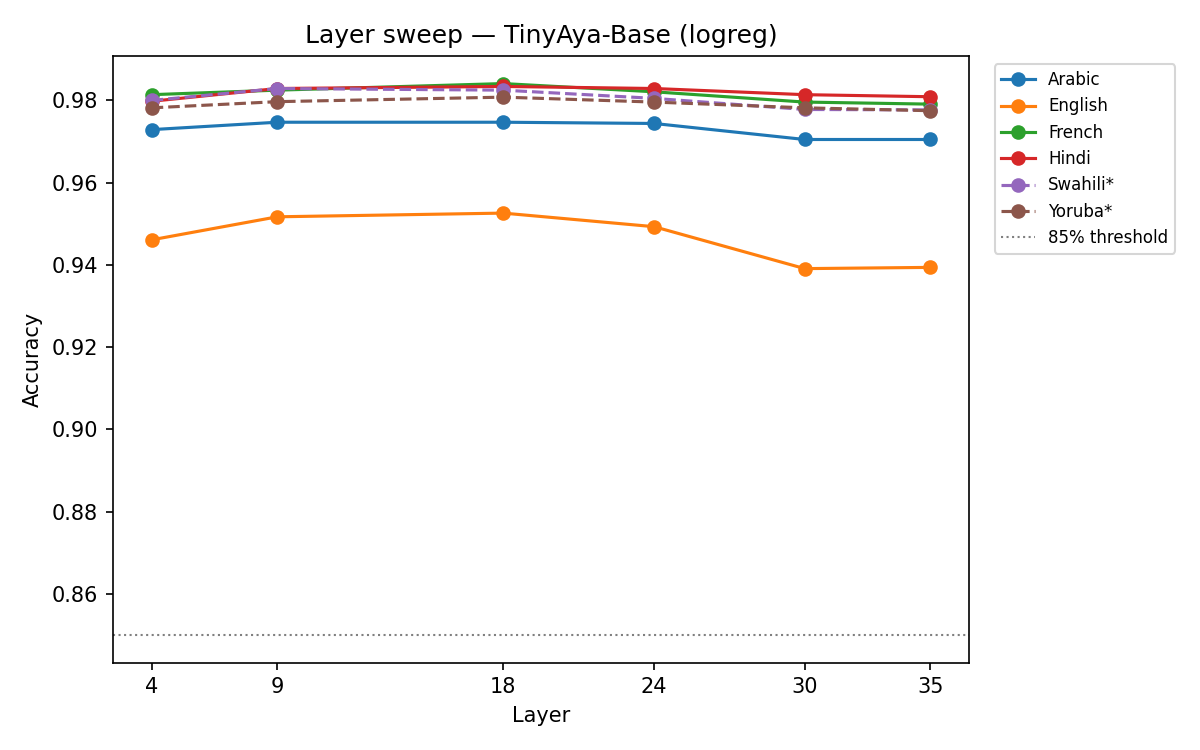 Layer sweep — TinyAya-Base (logreg)
Accuracy
0.98
0.96
0.94
0.92
0.90
0.88
0.86
4 9 18 24 30 35
Layer
Arabic
English
French
Hindi
Swahili*
Yoruba*
85% threshold